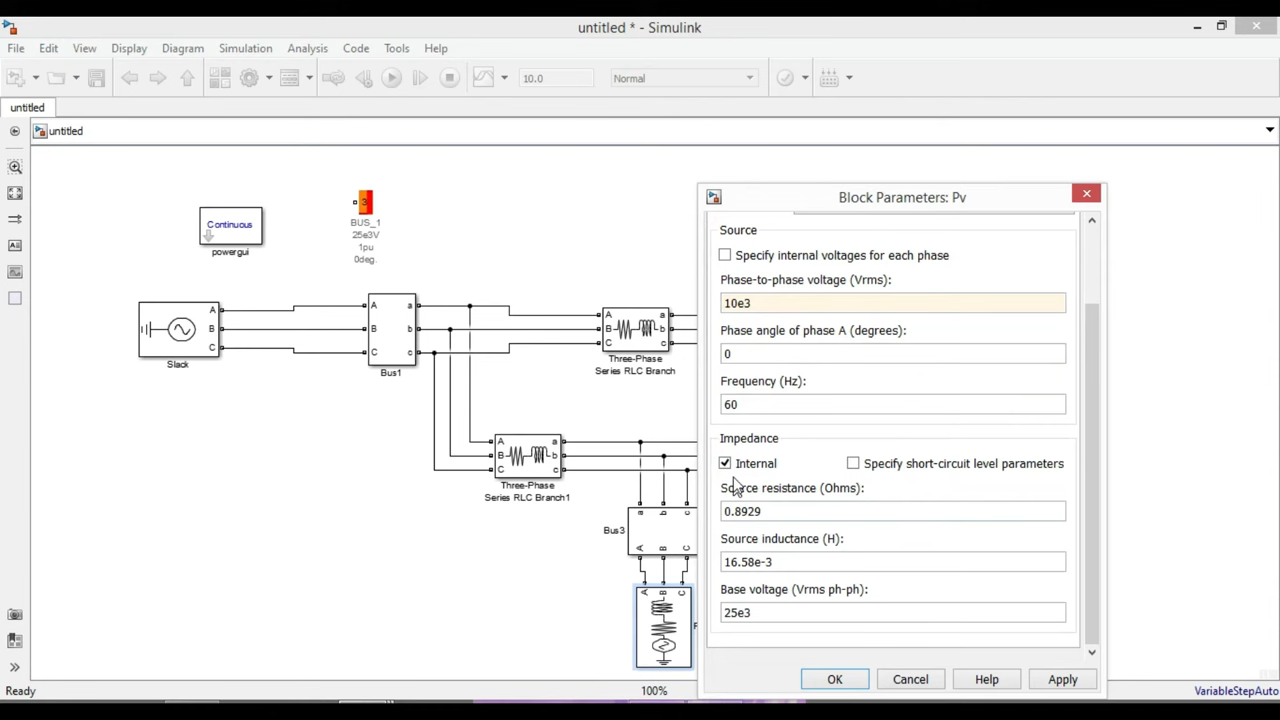 untitled * - Simulink
File Edit View Display Diagram Simulation Analysis Code Tools Help
10.0 Normal
untitled
untitled
Block Parameters: Pv
Source
Specify internal voltages for each phase
Phase-to-phase voltage (Vrms):
10e3
Phase angle of phase A (degrees):
0
Frequency (Hz):
60
Impedance
Internal Specify short-circuit level parameters
Source resistance (Ohms):
0.8929
Source inductance (H):
16.58e-3
Base voltage (Vrms ph-ph):
25e3
OK Cancel Help Apply
Continuous
powergui
3
BUS_1
25e3V
1pu
0deg.
A
B
C
Slack
A a
B b
C c
Bus1
A a
B b
C c
Three-Phase
Series RLC Branch
A a
B b
C c
Three-Phase
Series RLC Branch1
a b c
Bus3
A B C
A B C
Ready 100% VariableStepAuto